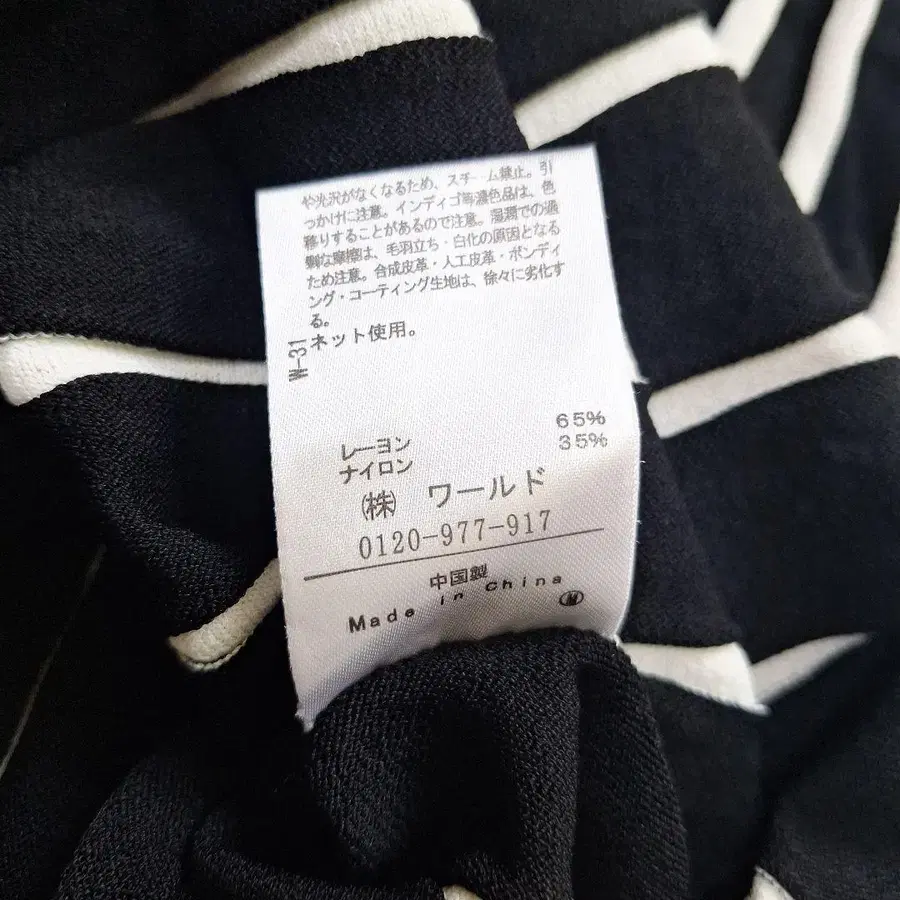 や光沢がなくなるため、スチーム禁止。引
っかけに注意。インディゴ等濃色品は、色
移りすることがあるので注意。湿潤での過
剰な摩擦は、毛羽立ち・白化の原因となる
ため注意。合成皮革・人工皮革・ボンディ
ング・コーティング生地は、徐々に劣化す
る。
ネット使用。
W-31
レーヨン 65%
ナイロン 35%
(株) ワールド
0120-977-917
中国製
Made in China
M